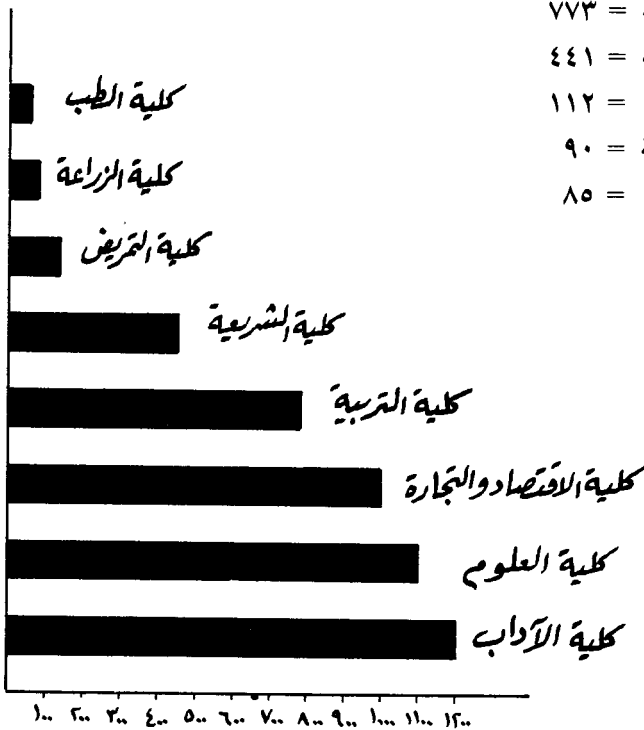 = ٧٧٣
= ٤٤١
= ١١٢
= ٩٠
= ٨٥
كلية الطب
كلية الزراعة
كلية التمريض
كلية الشريعة
كلية التربية
كلية الاقتصاد والتجارة
كلية العلوم
كلية الآداب
١٠٠ ٢٠٠ ٣٠٠ ٤٠٠ ٥٠٠ ٦٠٠ ٧٠٠ ٨٠٠ ٩٠٠ ١٠٠٠ ١١٠٠ ١٢٠٠